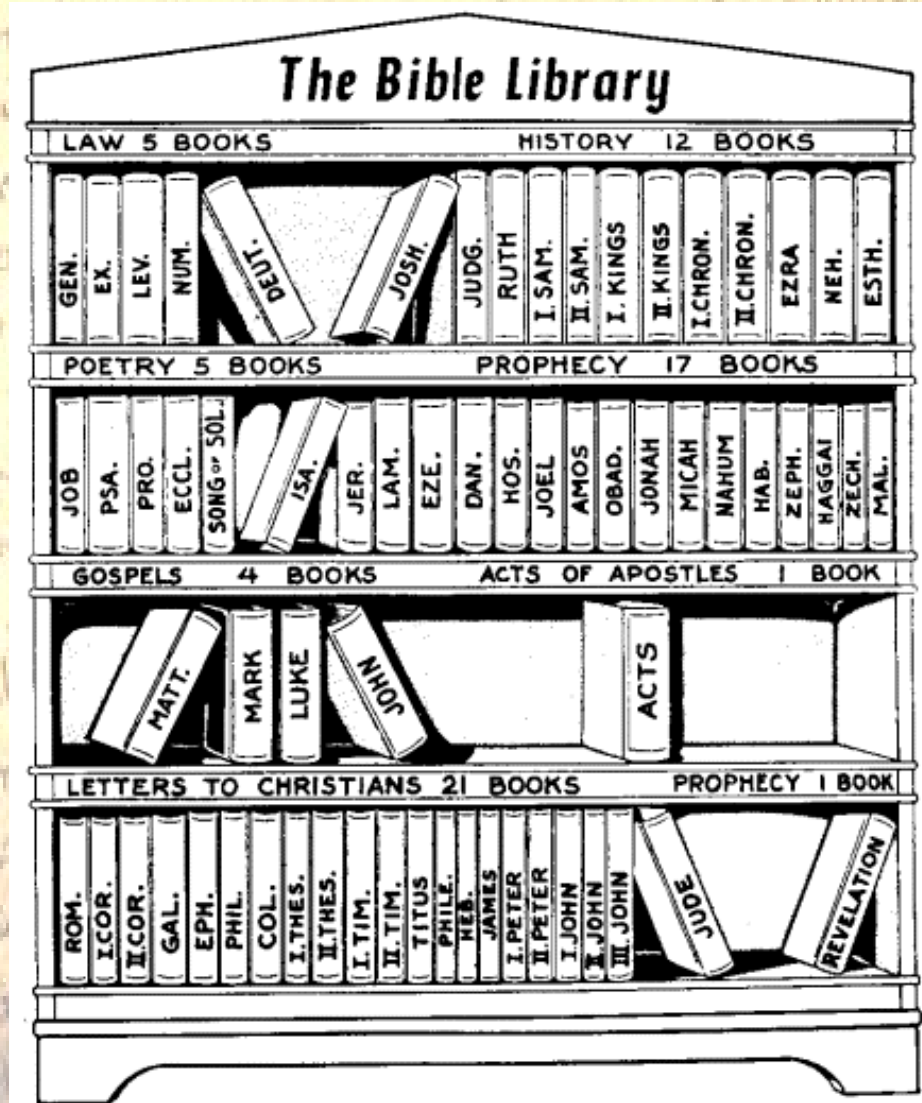 The Bible Library
LAW 5 BOOKS HISTORY 12 BOOKS
GEN.
EX.
LEV.
NUM.
DEUT.
JOSH.
JUDG.
RUTH
I. SAM.
II. SAM.
I. KINGS
II KINGS
I. CHRON.
II. CHRON.
EZRA
NEH.
ESTH.
POETRY 5 BOOKS PROPHECY 17 BOOKS
JOB
PSA.
PRO.
ECCL.
SONG OF SOL.
ISA.
JER.
LAM.
EZE.
DAN.
HOS.
JOEL
AMOS
OBAD.
JONAH
MICAH
NAHUM
HAB.
ZEPH.
HAGGAI
ZECH.
MAL.
GOSPELS 4 BOOKS ACTS OF APOSTLES 1 BOOK
MATT.
MARK
LUKE
JOHN
ACTS
LETTERS TO CHRISTIANS 21 BOOKS PROPHECY 1 BOOK
ROM.
I. COR.
II. COR.
GAL.
EPH.
PHIL.
COL.
I. THES.
II. THES.
I. TIM.
II. TIM.
TITUS
PHILE.
HEB.
JAMES
I. PETER
II. PETER
I. JOHN
II. JOHN
III JOHN
JUDE
REVELATION